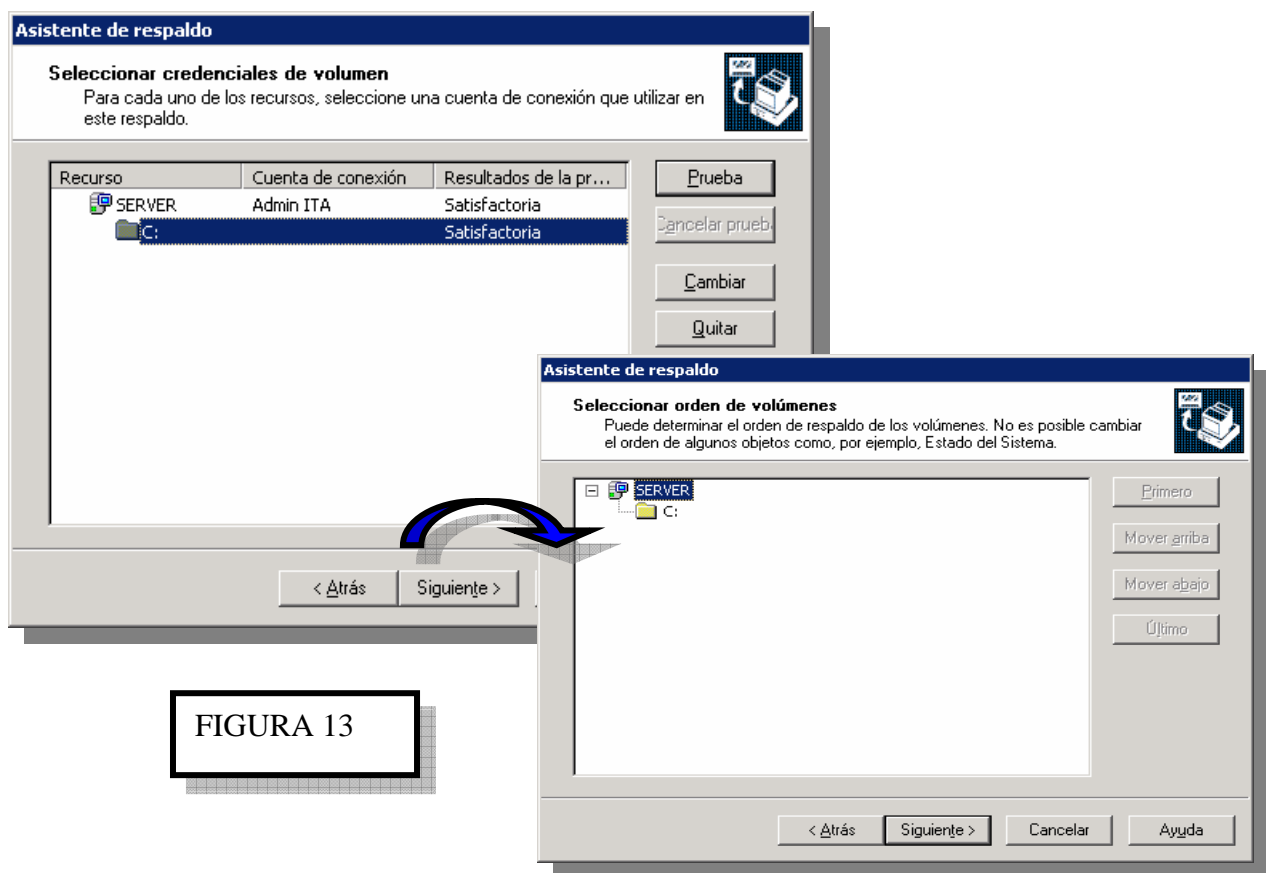 Asistente de respaldo
Seleccionar credenciales de volumen
Para cada uno de los recursos, seleccione una cuenta de conexión que utilizar en
este respaldo.
Recurso Cuenta de conexión Resultados de la pr...
SERVER Admin ITA Satisfactoria
C: Satisfactoria
Prueba
Cancelar prueb
Cambiar
Quitar
< Atrás Siguiente >
Asistente de respaldo
Seleccionar orden de volúmenes
Puede determinar el orden de respaldo de los volúmenes. No es posible cambiar
el orden de algunos objetos como, por ejemplo, Estado del Sistema.
SERVER
C:
Primero
Mover arriba
Mover abajo
Último
< Atrás Siguiente > Cancelar Ayuda
FIGURA 13